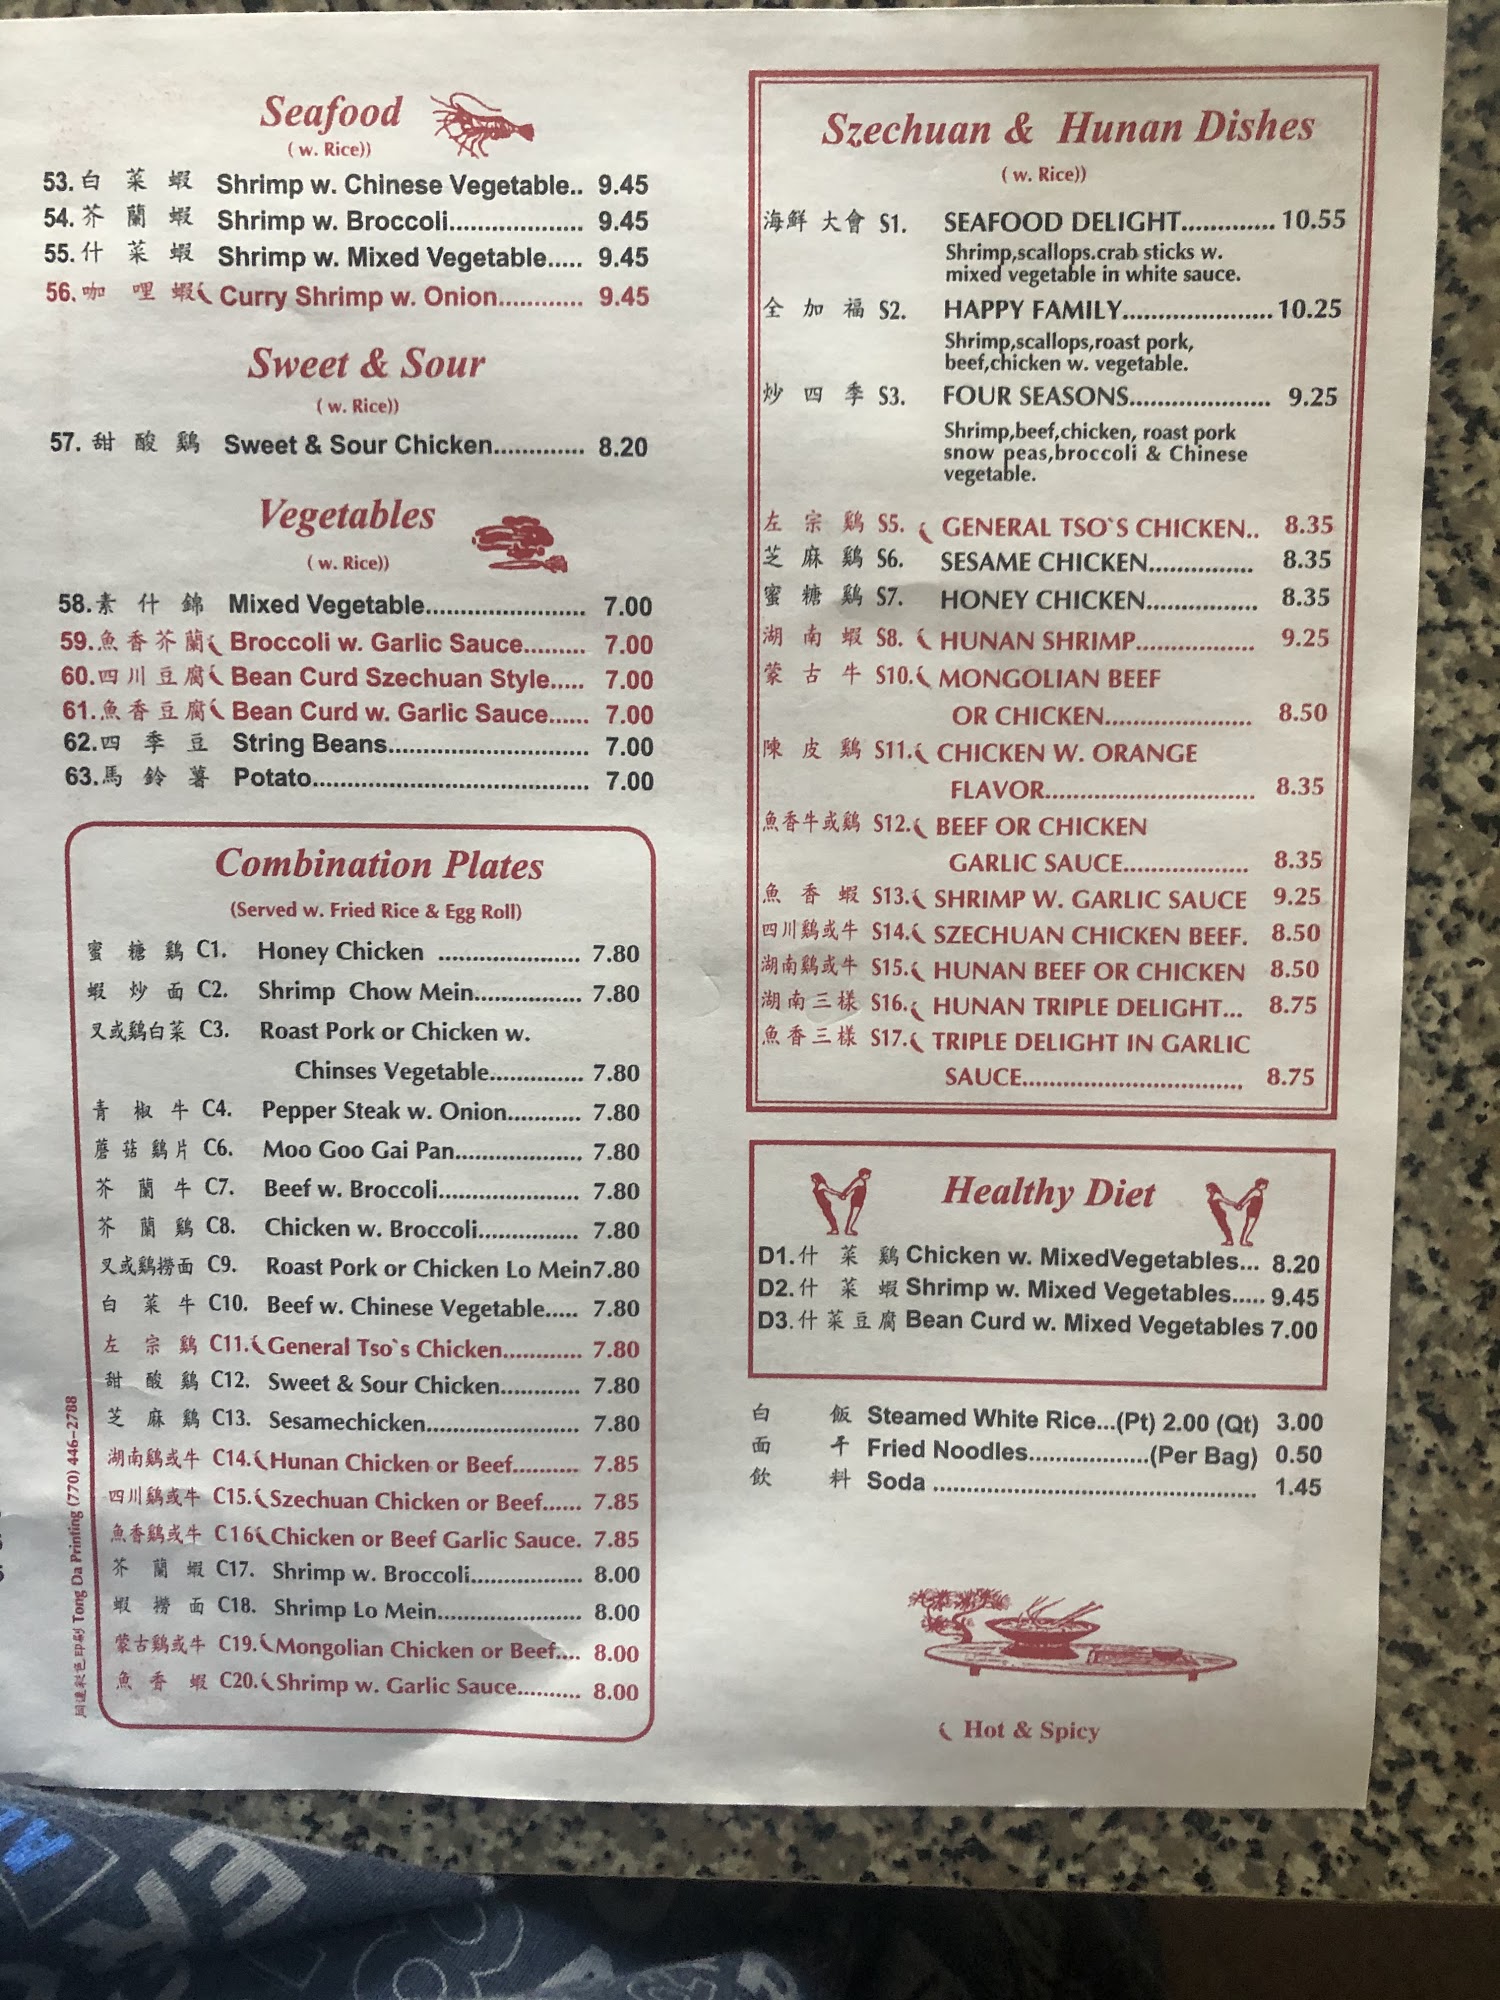 Seafood
( w. Rice))
53. 白 菜 蝦 Shrimp w. Chinese Vegetable.. 9.45
54. 芥 蘭 蝦 Shrimp w. Broccoli.................... 9.45
55. 什 菜 蝦 Shrimp w. Mixed Vegetable..... 9.45
56. 咖 哩 蝦 Curry Shrimp w. Onion............ 9.45
Sweet & Sour
( w. Rice))
57. 甜 酸 鷄 Sweet & Sour Chicken............. 8.20
Vegetables
( w. Rice))
58. 素 什 錦 Mixed Vegetable....................... 7.00
59. 魚 香 芥 蘭 Broccoli w. Garlic Sauce......... 7.00
60. 四 川 豆 腐 Bean Curd Szechuan Style..... 7.00
61. 魚 香 豆 腐 Bean Curd w. Garlic Sauce...... 7.00
62. 四 季 豆 String Beans............................. 7.00
63. 馬 鈴 薯 Potato........................................ 7.00
Combination Plates
(Served w. Fried Rice & Egg Roll)
蜜 糖 鷄 C1. Honey Chicken ..................... 7.80
蝦 炒 面 C2. Shrimp Chow Mein................ 7.80
叉或鷄白菜 C3. Roast Pork or Chicken w.
Chinses Vegetable.............. 7.80
青 椒 牛 C4. Pepper Steak w. Onion........... 7.80
蘑 菇 鷄 片 C6. Moo Goo Gai Pan................... 7.80
芥 蘭 牛 C7. Beef w. Broccoli..................... 7.80
芥 蘭 鷄 C8. Chicken w. Broccoli............... 7.80
叉或鷄撈面 C9. Roast Pork or Chicken Lo Mein7.80
白 菜 牛 C10. Beef w. Chinese Vegetable..... 7.80
左 宗 鷄 C11. General Tso`s Chicken............ 7.80
甜 酸 鷄 C12. Sweet & Sour Chicken............ 7.80
芝 麻 鷄 C13. Sesamechicken....................... 7.80
湖南鷄或牛 C14. Hunan Chicken or Beef.......... 7.85
四川鷄或牛 C15. Szechuan Chicken or Beef...... 7.85
魚香鷄或牛 C16 Chicken or Beef Garlic Sauce. 7.85
芥 蘭 蝦 C17. Shrimp w. Broccoli................. 8.00
蝦 撈 面 C18. Shrimp Lo Mein...................... 8.00
蒙古鷄或牛 C19. Mongolian Chicken or Beef.... 8.00
魚 香 蝦 C20. Shrimp w. Garlic Sauce.......... 8.00
彩色印刷 Tong Da Printing (770) 446-2788
Szechuan & Hunan Dishes
( w. Rice))
海鮮 大會 S1. SEAFOOD DELIGHT.............. 10.55
Shrimp,scallops.crab sticks w.
mixed vegetable in white sauce.
全 加 福 S2. HAPPY FAMILY...................... 10.25
Shrimp,scallops,roast pork,
beef,chicken w. vegetable.
炒 四 季 S3. FOUR SEASONS..................... 9.25
Shrimp,beef,chicken, roast pork
snow peas,broccoli & Chinese
vegetable.
左 宗 鷄 S5. GENERAL TSO`S CHICKEN.. 8.35
芝 麻 鷄 S6. SESAME CHICKEN............... 8.35
蜜 糖 鷄 S7. HONEY CHICKEN................ 8.35
湖 南 蝦 S8. HUNAN SHRIMP................. 9.25
蒙 古 牛 S10. MONGOLIAN BEEF
OR CHICKEN..................... 8.50
陳 皮 鷄 S11. CHICKEN W. ORANGE
FLAVOR.............................. 8.35
魚香牛或鷄 S12. BEEF OR CHICKEN
GARLIC SAUCE.................. 8.35
魚 香 蝦 S13. SHRIMP W. GARLIC SAUCE 9.25
四川鷄或牛 S14. SZECHUAN CHICKEN BEEF. 8.50
湖南鷄或牛 S15. HUNAN BEEF OR CHICKEN 8.50
湖南三樣 S16. HUNAN TRIPLE DELIGHT... 8.75
魚香三樣 S17. TRIPLE DELIGHT IN GARLIC
SAUCE............................... 8.75
Healthy Diet
D1. 什 菜 鷄 Chicken w. MixedVegetables... 8.20
D2. 什 菜 蝦 Shrimp w. Mixed Vegetables..... 9.45
D3. 什 菜 豆 腐 Bean Curd w. Mixed Vegetables 7.00
白 飯 Steamed White Rice...(Pt) 2.00 (Qt) 3.00
面 干 Fried Noodles...................(Per Bag) 0.50
飲 料 Soda .............................................. 1.45
Hot & Spicy